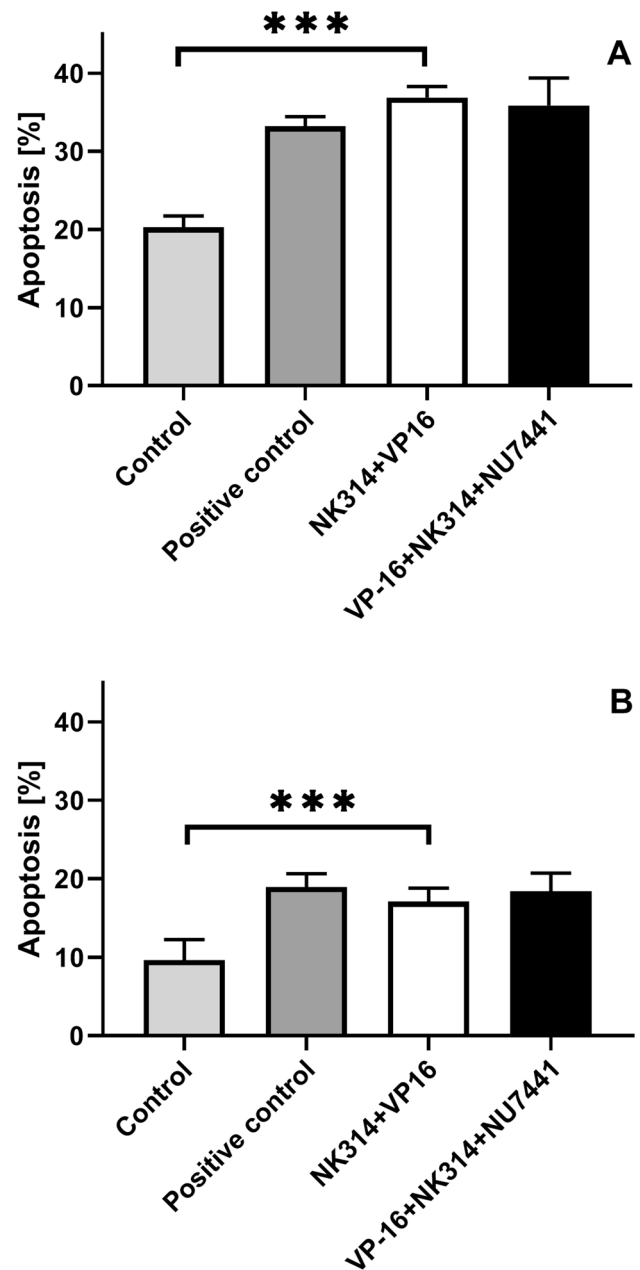 ***
A
Apoptosis [%]
40
30
20
10
0
Control
Positive control
NK314+VP16
VP-16+NK314+NU7441
B
***
Apoptosis [%]
40
30
20
10
0
Control
Positive control
NK314+VP16
VP-16+NK314+NU7441